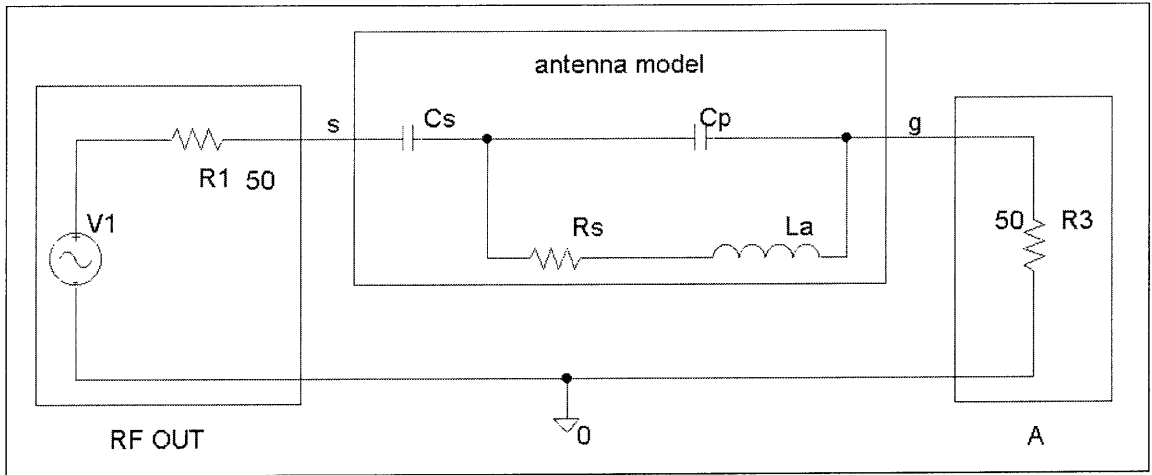 antenna model
s
Cs
Cp
g
R1 50
V1
Rs
La
50
R3
0
RF OUT
A